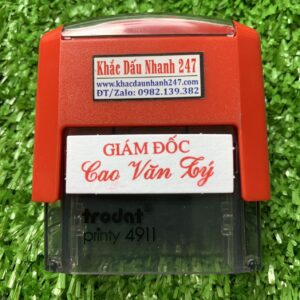 Khắc Dấu Nhanh 247
www.khacdaunhanh247.com
ĐT/Zalo: 0982.139.382
GIÁM ĐỐC
Cao Văn Tý
trodat
printy 4911